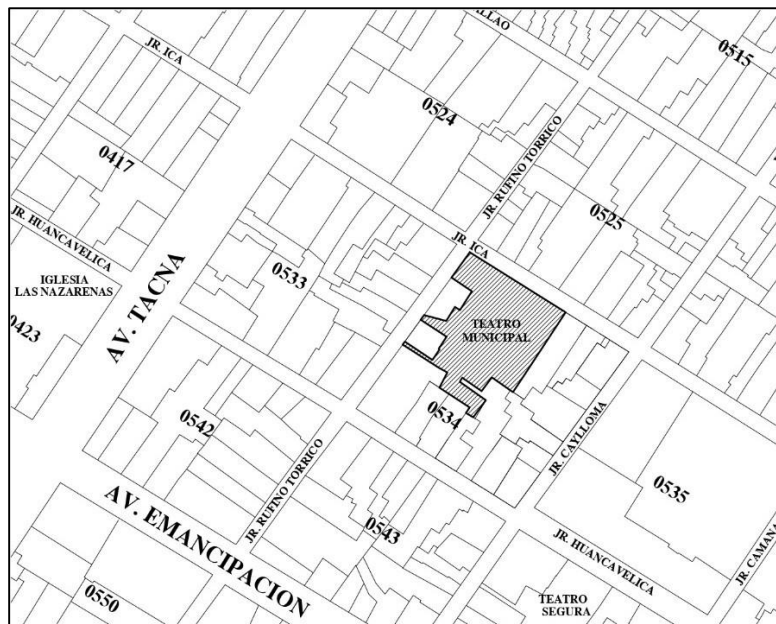 JR. ICA
LLAO
0515
0524
0417
JR. RUFINO TORRICO
0525
JR. HUANCAVELICA
JR. ICA
IGLESIA
LAS NAZARENAS
0533
AV. TACNA
0423
TEATRO
MUNICIPAL
0534
0542
JR. CAYLLOMA
JR. RUFINO TORRICO
0535
AV. EMANCIPACION
0543
JR. HUANCAVELICA
JR. CAMANA
0550
TEATRO
SEGURA